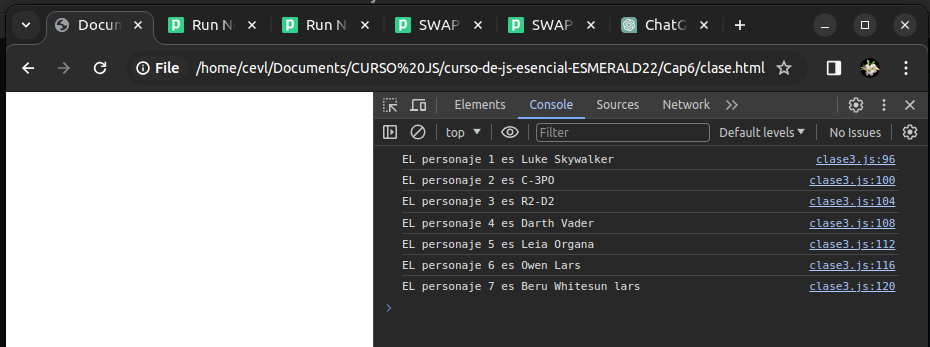 Docun
Run N
Run N
SWAP
SWAP
ChatG
File
/home/cevl/Documents/CURSO%20JS/curso-de-js-esencial-ESMERALD22/Cap6/clase.html
Elements
Console
Sources
Network
top
Filter
Default levels
No Issues
EL personaje 1 es Luke Skywalker clase3.js:96
EL personaje 2 es C-3PO clase3.js:100
EL personaje 3 es R2-D2 clase3.js:104
EL personaje 4 es Darth Vader clase3.js:108
EL personaje 5 es Leia Organa clase3.js:112
EL personaje 6 es Owen Lars clase3.js:116
EL personaje 7 es Beru Whitesun lars clase3.js:120